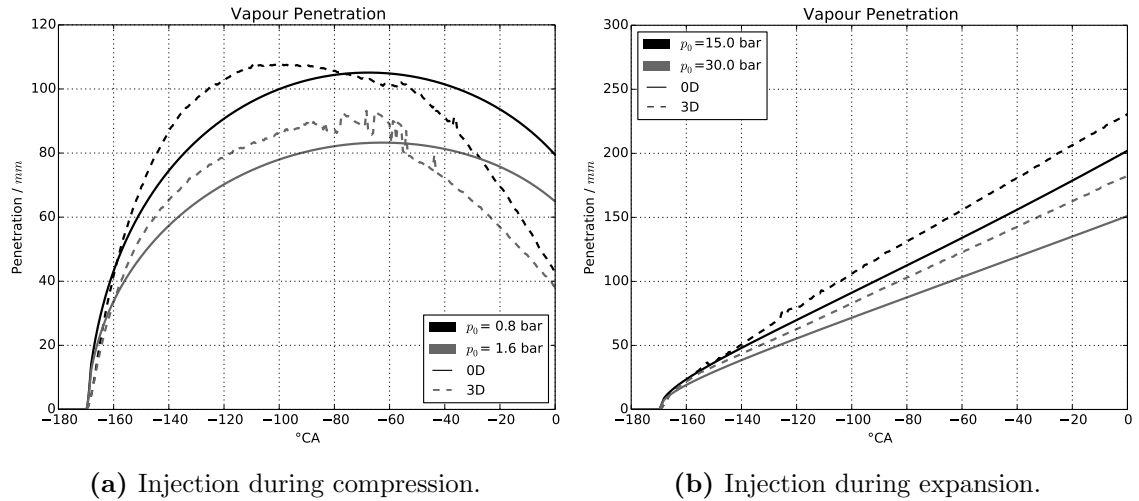 Vapour Penetration
120
100
80
60
40
20
0
Penetration / mm
−180 −160 −140 −120 −100 −80 −60 −40 −20 0
°CA
p₀= 0.8 bar
p₀= 1.6 bar
0D
3D
(a) Injection during compression.
Vapour Penetration
300
250
200
150
100
50
0
Penetration / mm
−180 −160 −140 −120 −100 −80 −60 −40 −20 0
°CA
p₀=15.0 bar
p₀=30.0 bar
0D
3D
(b) Injection during expansion.